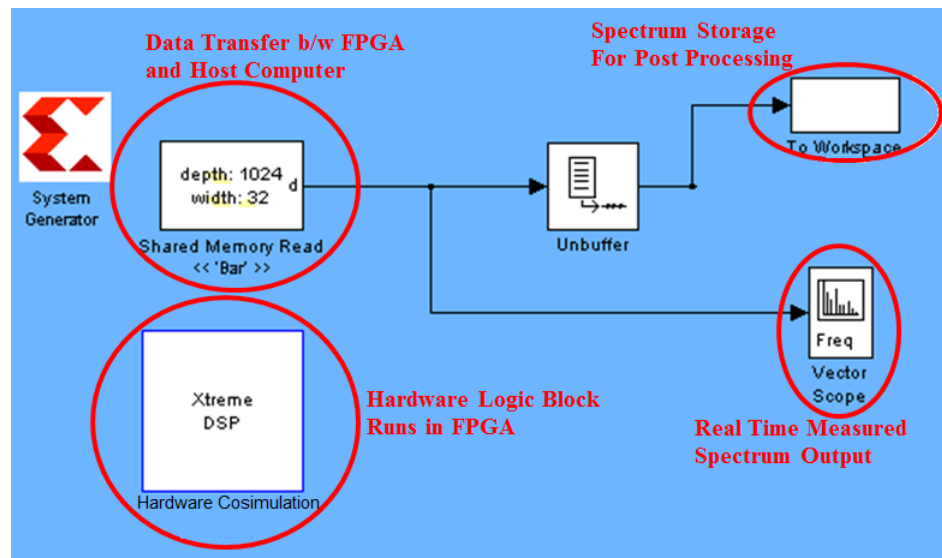 Data Transfer b/w FPGA
and Host Computer
Spectrum Storage
For Post Processing
System
Generator
depth: 1024
width: 32
d
Shared Memory Read
<< 'Bar' >>
Unbuffer
To Workspace
Freq
Vector
Scope
Xtreme
DSP
Hardware Cosimulation
Hardware Logic Block
Runs in FPGA
Real Time Measured
Spectrum Output